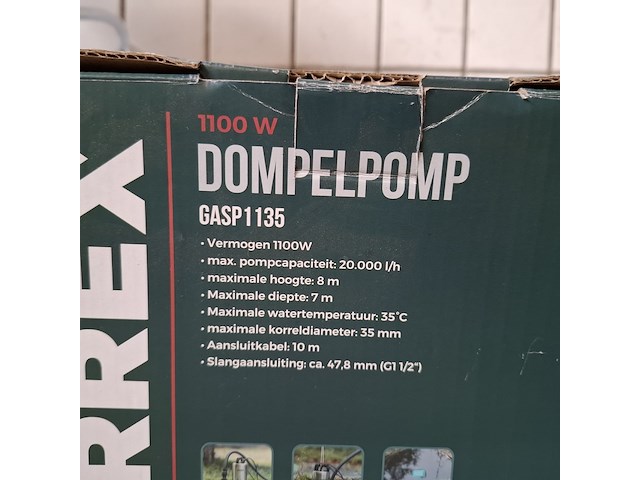 1100 W
DOMPELPOMP
GASP1135
• Vermogen 1100W
• max. pompcapaciteit: 20.000 l/h
• maximale hoogte: 8 m
• Maximale diepte: 7 m
• Maximale watertemperatuur: 35°C
• maximale korreldiameter: 35 mm
• Aansluitkabel: 10 m
• Slangaansluiting: ca. 47,8 mm (G1 1/2")
RREX